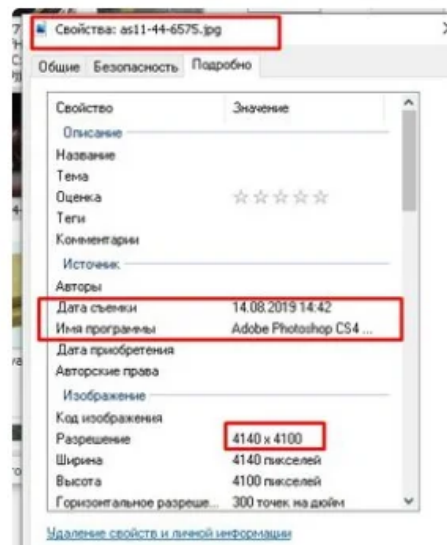 Свойства: as11-44-6575.jpg
Общие Безопасность Подробно
Свойство Значение
Описание
Название
Тема
Оценка
Теги
Комментарии
Источник
Авторы
Дата съемки 14.08.2019 14:42
Имя программы Adobe Photoshop CS4 ...
Дата приобретения
Авторские права
Изображение
Код изображения
Разрешение 4140 x 4100
Ширина 4140 пикселей
Высота 4100 пикселей
Горизонтальное разреше... 300 точек на дюйм
Удаление свойств и личной информации